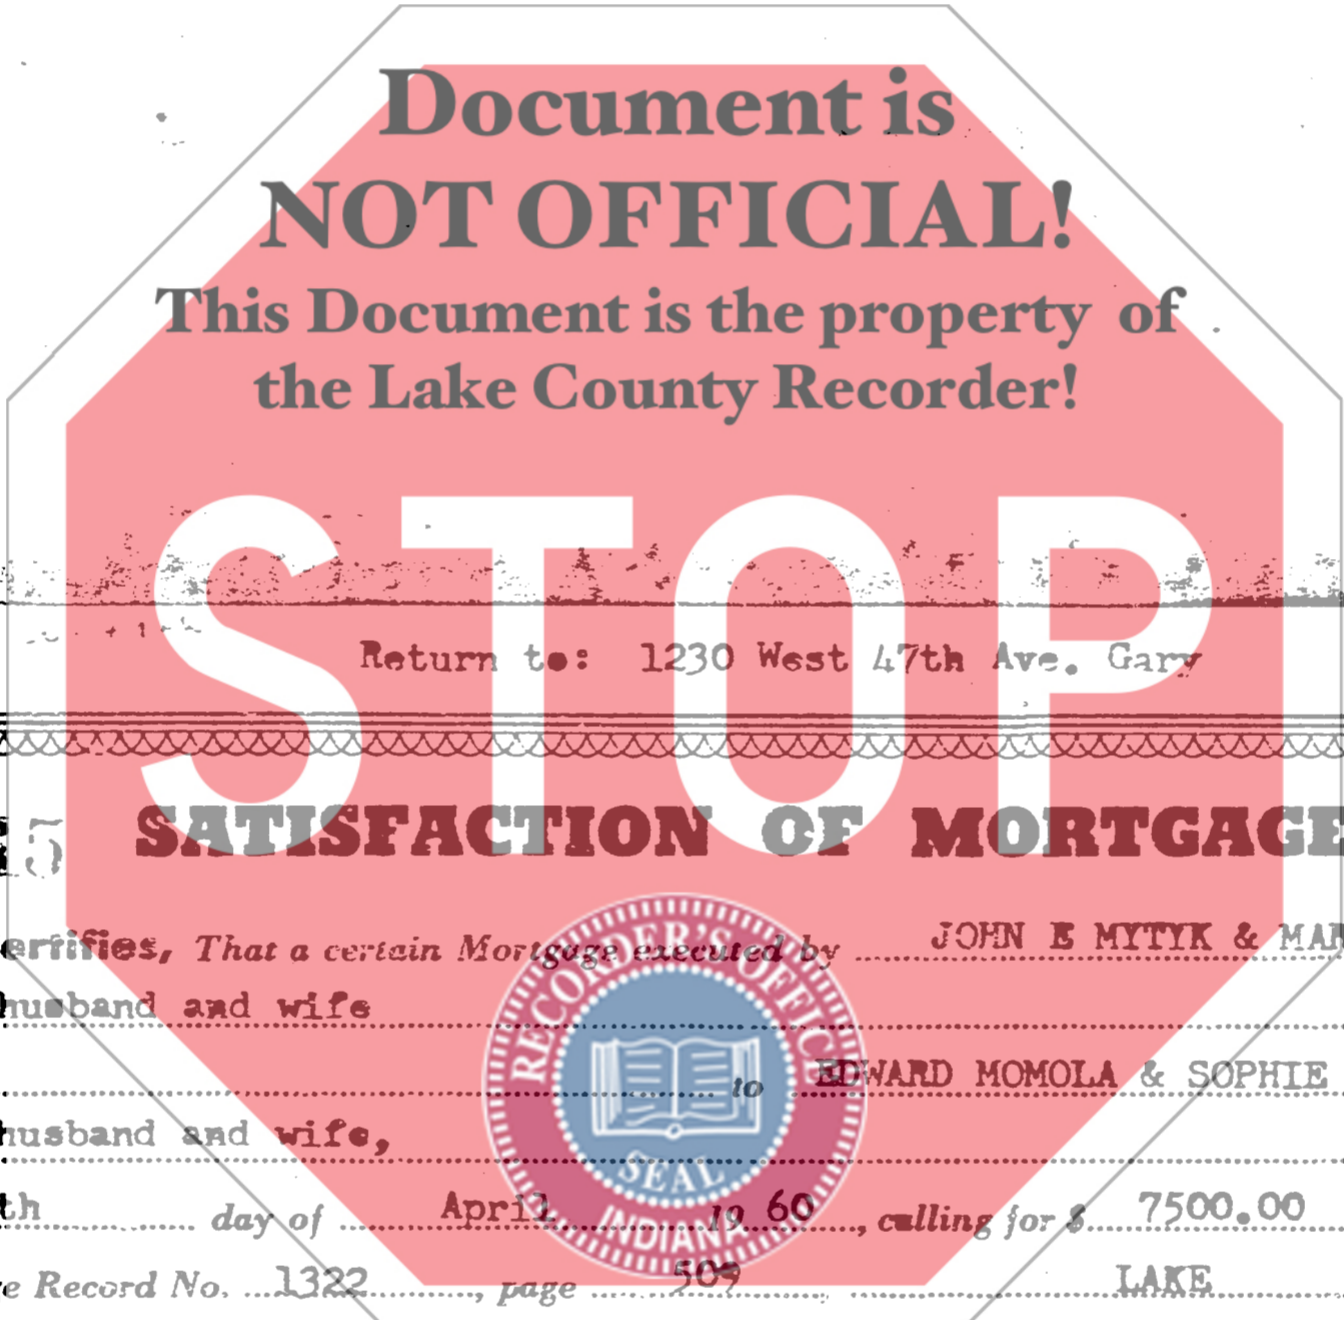 Document is
NOT OFFICIAL!
This Document is the property of
the Lake County Recorder!
STOP
Return to: 1230 West 47th Ave. Gary
5 SATISFACTION OF MORTGAGE
ertifies, That a certain Mortgage executed by JOHN E MYTYK & MAR
husband and wife
to EDWARD MOMOLA & SOPHIE
husband and wife,
th day of April 19 60, calling for $ 7500.00
e Record No. 1322, page 509 LAKE
RECORDER'S OFFICE
SEAL
INDIANA